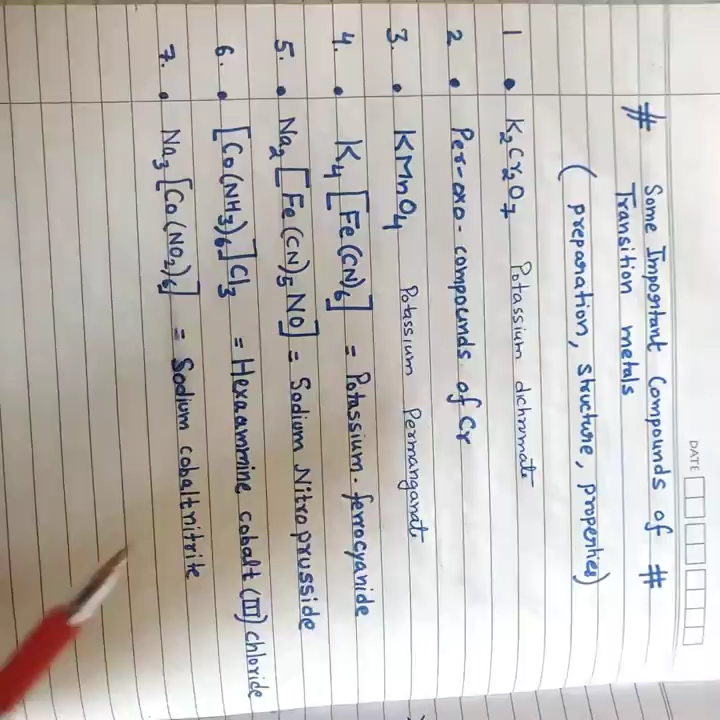 DATE
# Some Important Compounds of #
Transition metals
(preparation, structure, properties)
1 • K₂Cr₂O₇ Potassium dichromate
2 • Per-oxo-compounds of Cr
3. • KMnO₄ Potassium Permanganate
4. • K₄[Fe(CN)₆] = Potassium-ferrocyanide
5. • Na₂[Fe(CN)₅NO] = Sodium Nitroprusside
6. • [Co(NH₃)₆]Cl₃ = Hexaammine cobalt(III) chloride
7. • Na₃[Co(NO₂)₆] = Sodium cobaltnitrite